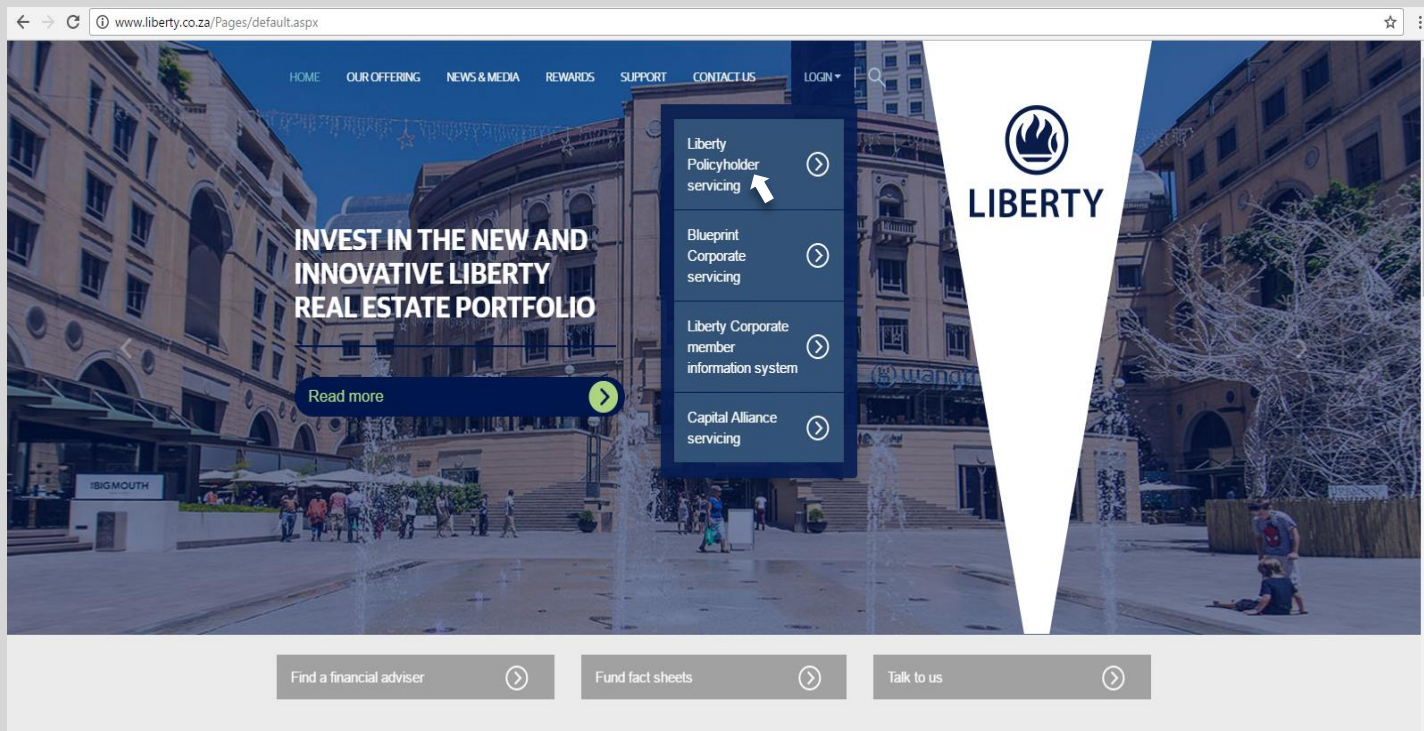 www.liberty.co.za/Pages/default.aspx
HOME OUR OFFERING NEWS & MEDIA REWARDS SUPPORT CONTACT US LOGIN
Liberty
Policyholder
servicing
Blueprint
Corporate
servicing
Liberty Corporate
member
information system
Capital Alliance
servicing
LIBERTY
INVEST IN THE NEW AND
INNOVATIVE LIBERTY
REAL ESTATE PORTFOLIO
Read more
BIGMOUTH
wangt
Find a financial adviser
Fund fact sheets
Talk to us